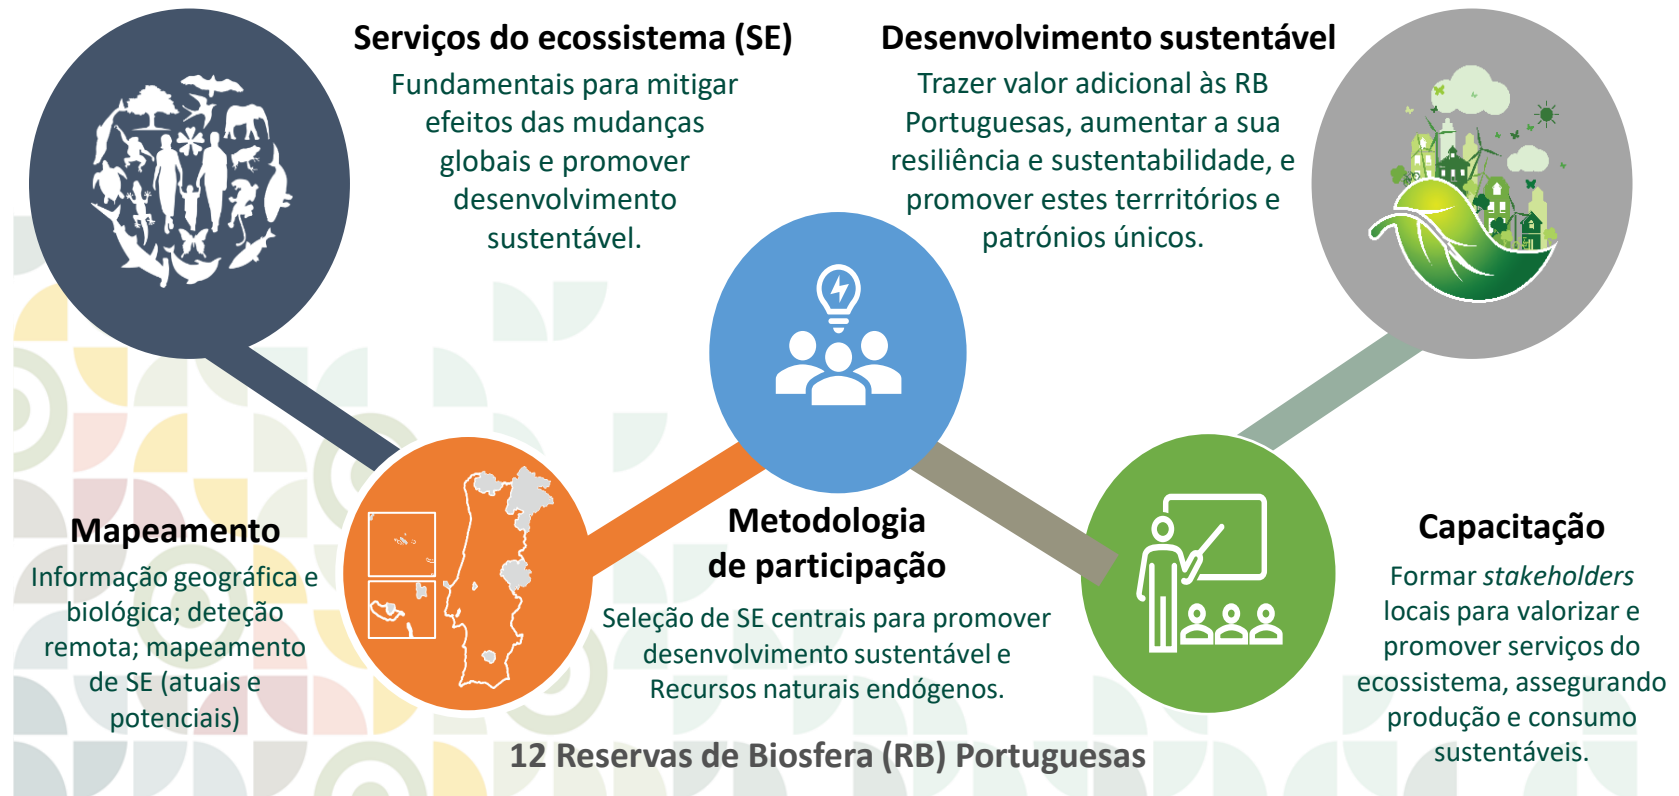 Serviços do ecossistema (SE)
Fundamentais para mitigar
efeitos das mudanças
globais e promover
desenvolvimento
sustentável.
Desenvolvimento sustentável
Trazer valor adicional às RB
Portuguesas, aumentar a sua
resiliência e sustentabilidade, e
promover estes terrritórios e
patrónios únicos.
Mapeamento
Informação geográfica e
biológica; deteção
remota; mapeamento
de SE (atuais e
potenciais)
Metodologia
de participação
Seleção de SE centrais para promover
desenvolvimento sustentável e
Recursos naturais endógenos.
Capacitação
Formar stakeholders
locais para valorizar e
promover serviços do
ecossistema, assegurando
produção e consumo
sustentáveis.
12 Reservas de Biosfera (RB) Portuguesas